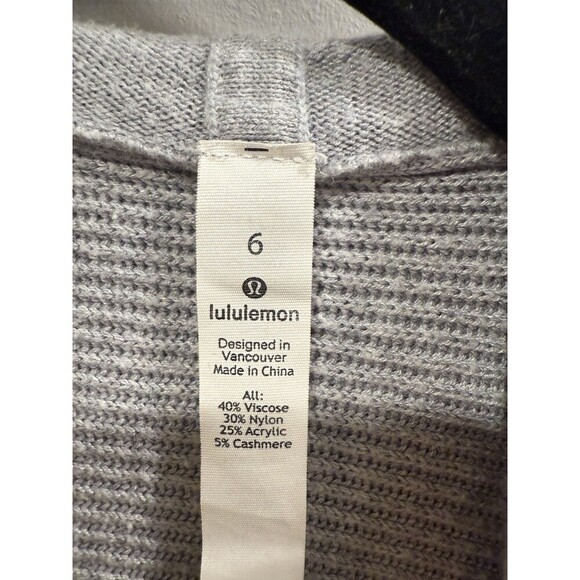 6
lululemon
Designed in
Vancouver
Made in China
All:
40% Viscose
30% Nylon
25% Acrylic
5% Cashmere